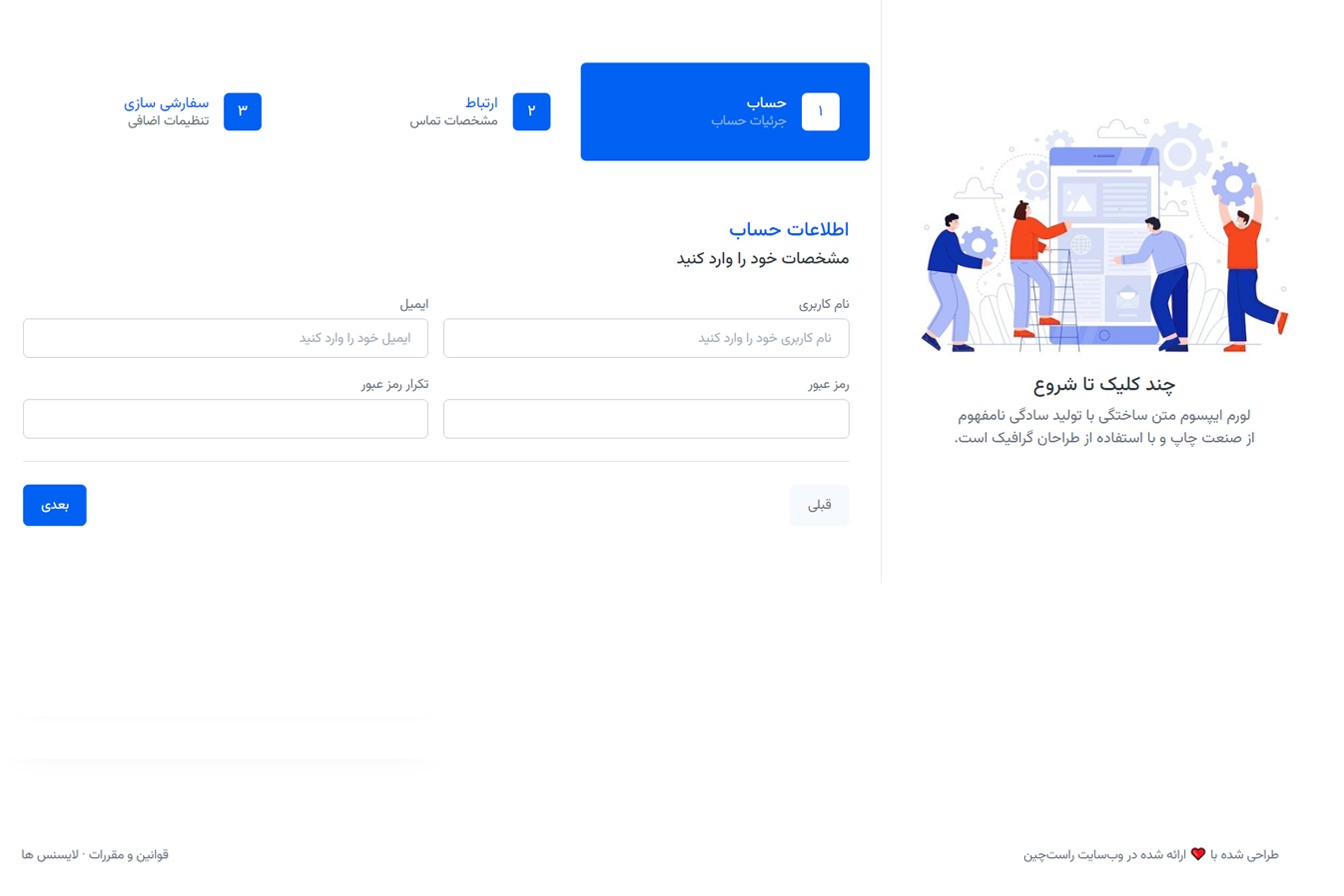 چند کلیک تا شروع
لورم ایپسوم متن ساختگی با تولید سادگی نامفهوم
از صنعت چاپ و با استفاده از طراحان گرافیک است.
۱
حساب
جرئیات حساب
۲
ارتباط
مشخصات تماس
۳
سفارشی سازی
تنظیمات اضافی
اطلاعات حساب
مشخصات خود را وارد کنید
نام کاربری
نام کاربری خود را وارد کنید
ایمیل
ایمیل خود را وارد کنید
رمز عبور
تکرار رمز عبور
قبلی
بعدی
طراحی شده با ❤️ ارائه شده در وب‌سایت راست‌چین
قوانین و مقررات · لایسنس ها